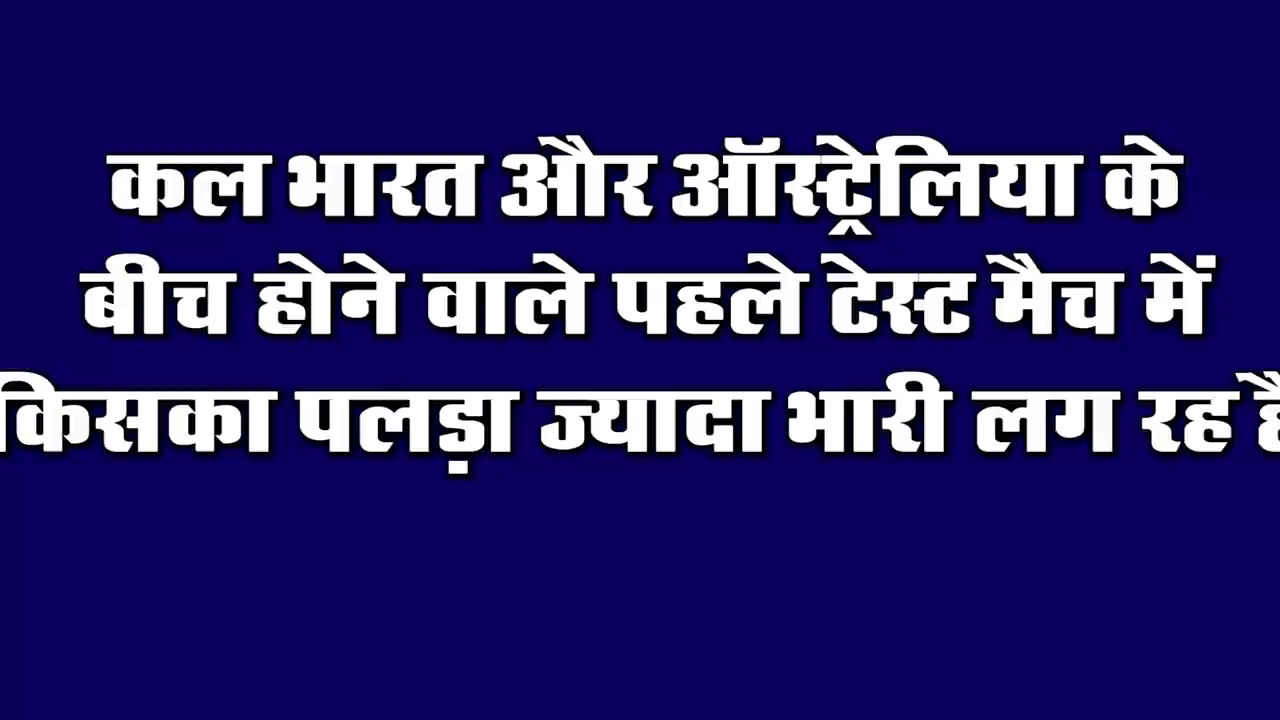 कल भारत और ऑस्ट्रेलिया के
बीच होने वाले पहले टेस्ट मैच में
किसका पलड़ा ज्यादा भारी लग रह है